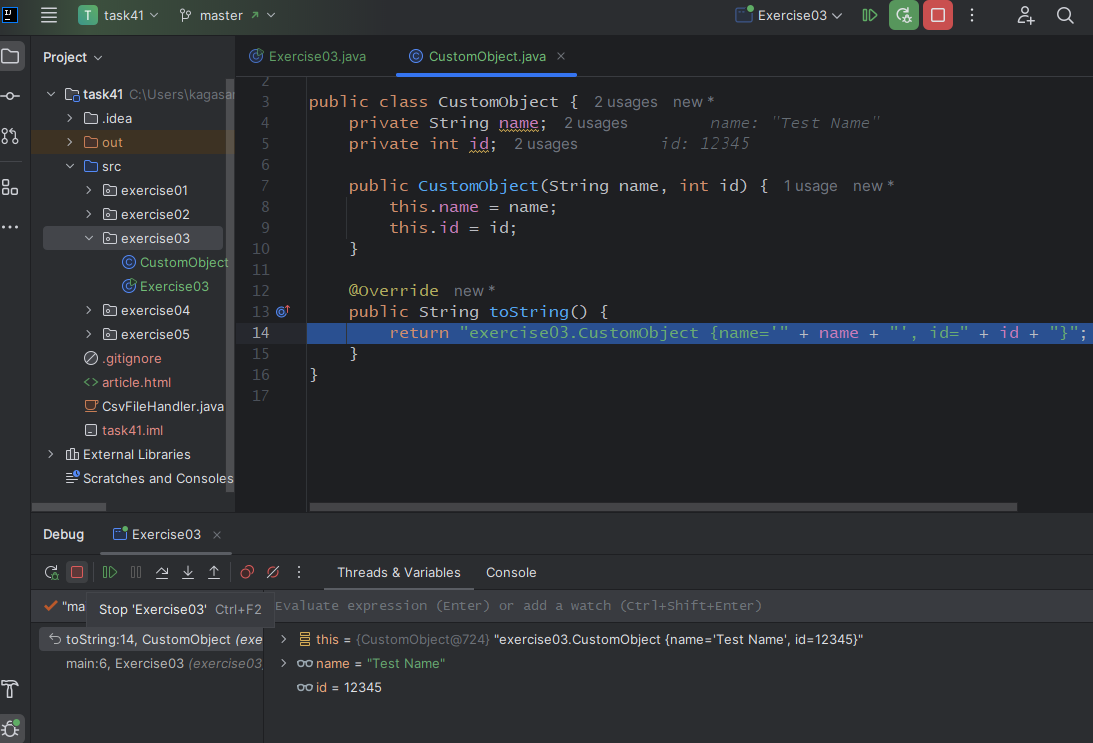 T task41 master Exercise03
Project
Exercise03.java CustomObject.java
task41 C:\Users\kagasar
.idea
out
src
exercise01
exercise02
exercise03
CustomObject
Exercise03
exercise04
exercise05
.gitignore
article.html
CsvFileHandler.java
task41.iml
External Libraries
Scratches and Consoles
2
3 public class CustomObject { 2 usages new *
4 private String name; 2 usages name: "Test Name"
5 private int id; 2 usages id: 12345
6
7 public CustomObject(String name, int id) { 1 usage new *
8 this.name = name;
9 this.id = id;
10 }
11
12 @Override new *
13 public String toString() {
14 return "exercise03.CustomObject {name='" + name + "', id=" + id + "}";
15 }
16 }
17
Debug Exercise03
Threads & Variables Console
"ma
Stop 'Exercise03' Ctrl+F2
Evaluate expression (Enter) or add a watch (Ctrl+Shift+Enter)
toString:14, CustomObject (exe
main:6, Exercise03 (exercise03
this = {CustomObject@724} "exercise03.CustomObject {name='Test Name', id=12345}"
name = "Test Name"
id = 12345